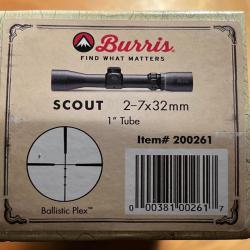 Burris
FIND WHAT MATTERS
SCOUT 2-7x32mm
1" Tube
Item# 200261
Ballistic Plex™
0 00381 00261 7